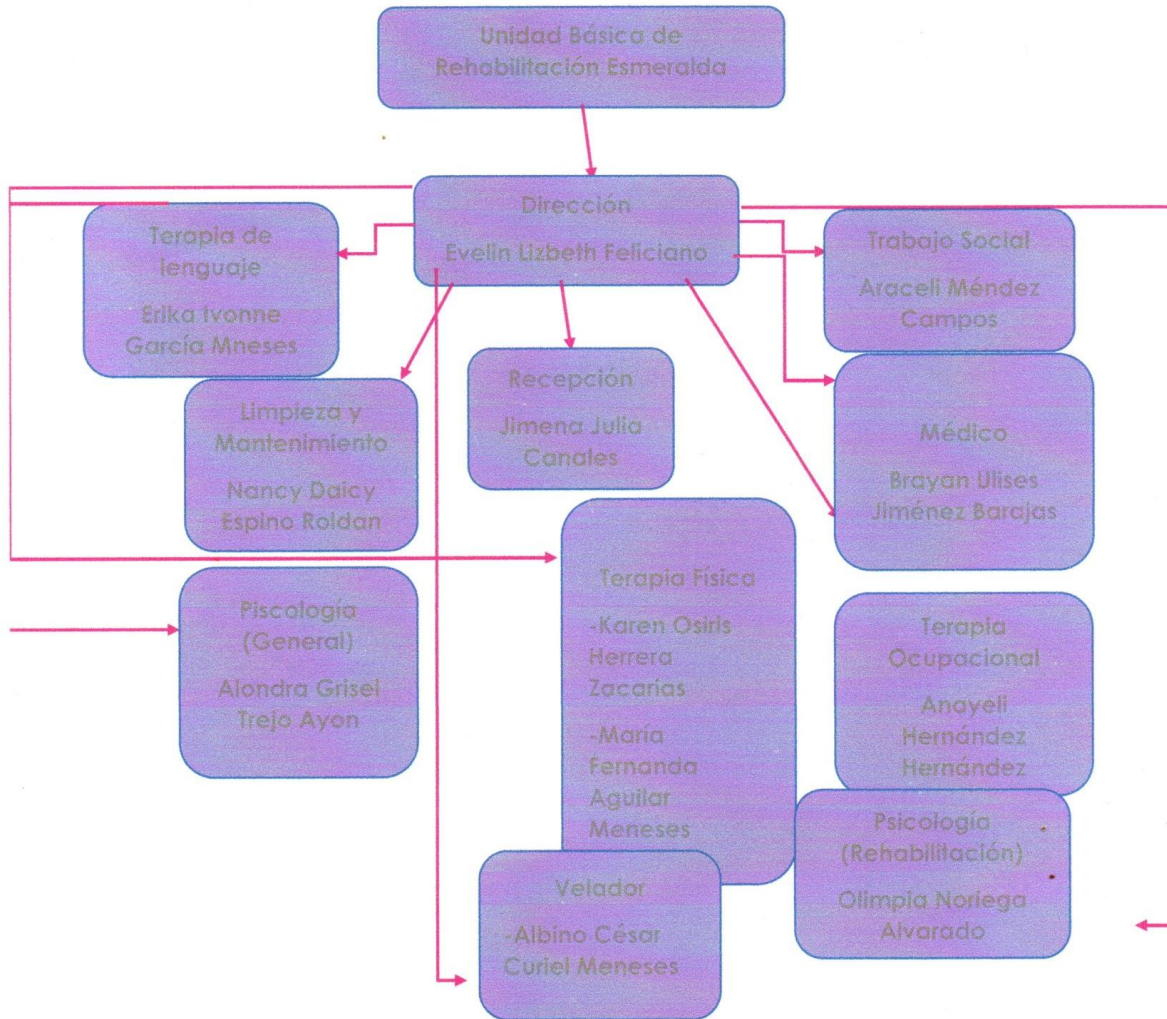 Unidad Básica de
Rehabilitación Esmeralda
Dirección
Evelin Lizbeth Feliciano
Terapia de
lenguaje
Erika Ivonne
García Mneses
Trabajo Social
Araceli Méndez
Campos
Limpieza y
Mantenimiento
Nancy Daicy
Espino Roldan
Recepción
Jimena Julia
Canales
Médico
Brayan Ulises
Jiménez Barajas
Piscología
(General)
Alondra Grisel
Trejo Ayon
Terapia Física
-Karen Osiris
Herrera
Zacarías
-María
Fernanda
Aguilar
Meneses
Terapia
Ocupacional
Anayeli
Hernández
Hernández
Psicología
(Rehabilitación)
Olimpia Noriega
Alvarado
Velador
-Albino César
Curiel Meneses